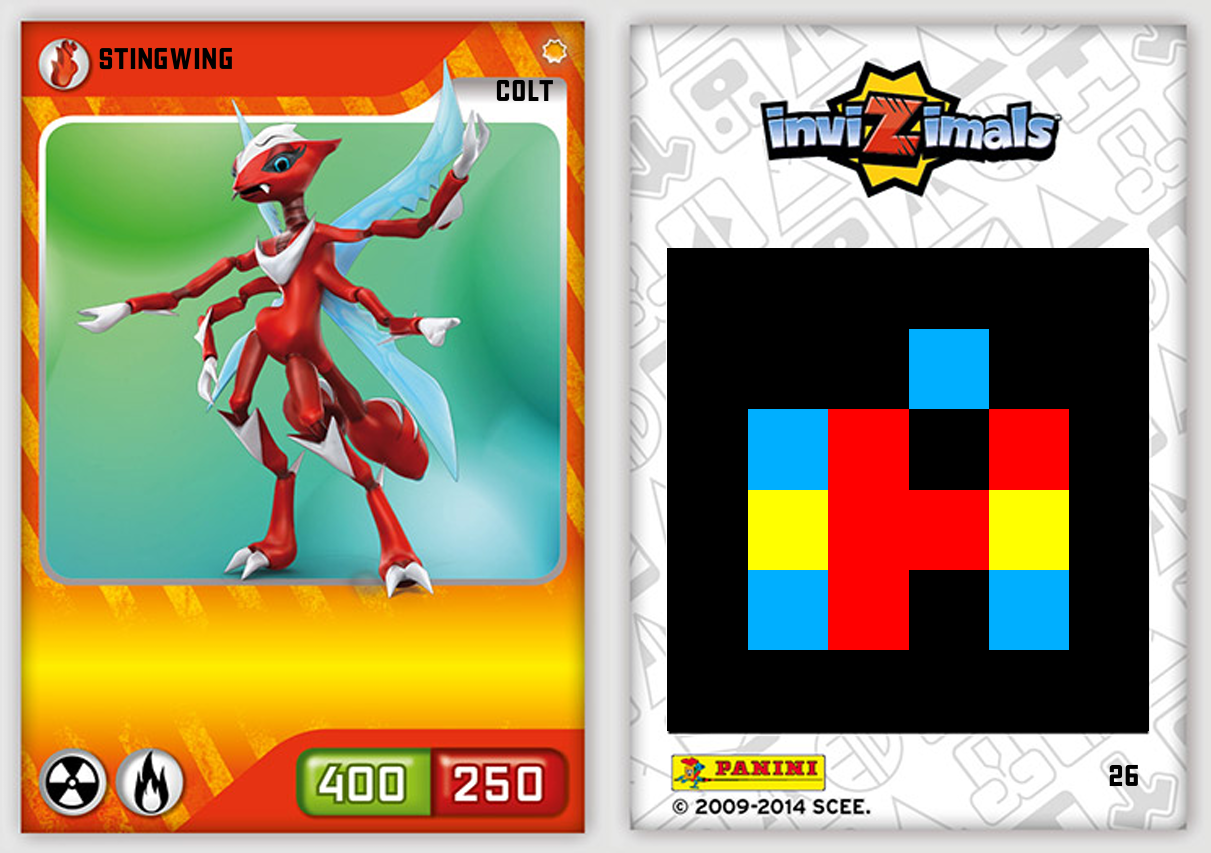 STINGWING
COLT
400 250
inviZimals
PANINI
© 2009-2014 SCEE.
26